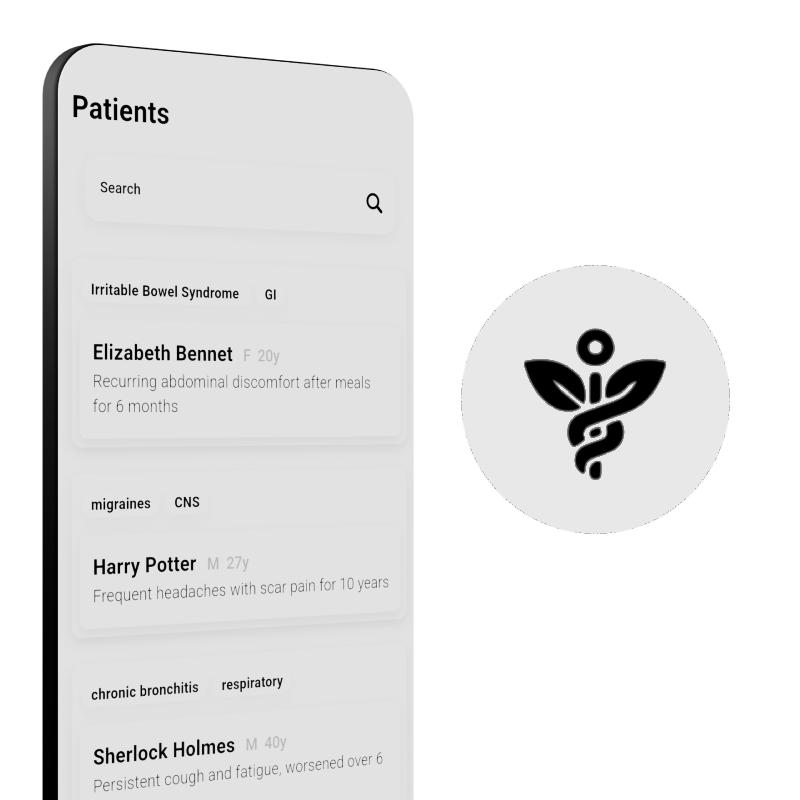 Patients
Search
Irritable Bowel Syndrome GI
Elizabeth Bennet F 20y
Recurring abdominal discomfort after meals
for 6 months
migraines CNS
Harry Potter M 27y
Frequent headaches with scar pain for 10 years
chronic bronchitis respiratory
Sherlock Holmes M 40y
Persistent cough and fatigue, worsened over 6